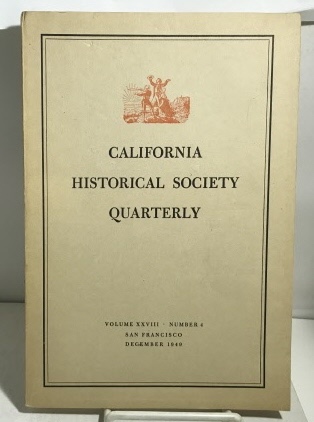 CALIFORNIA
HISTORICAL SOCIETY
QUARTERLY
VOLUME XXVIII · NUMBER 4
SAN FRANCISCO
DECEMBER 1949